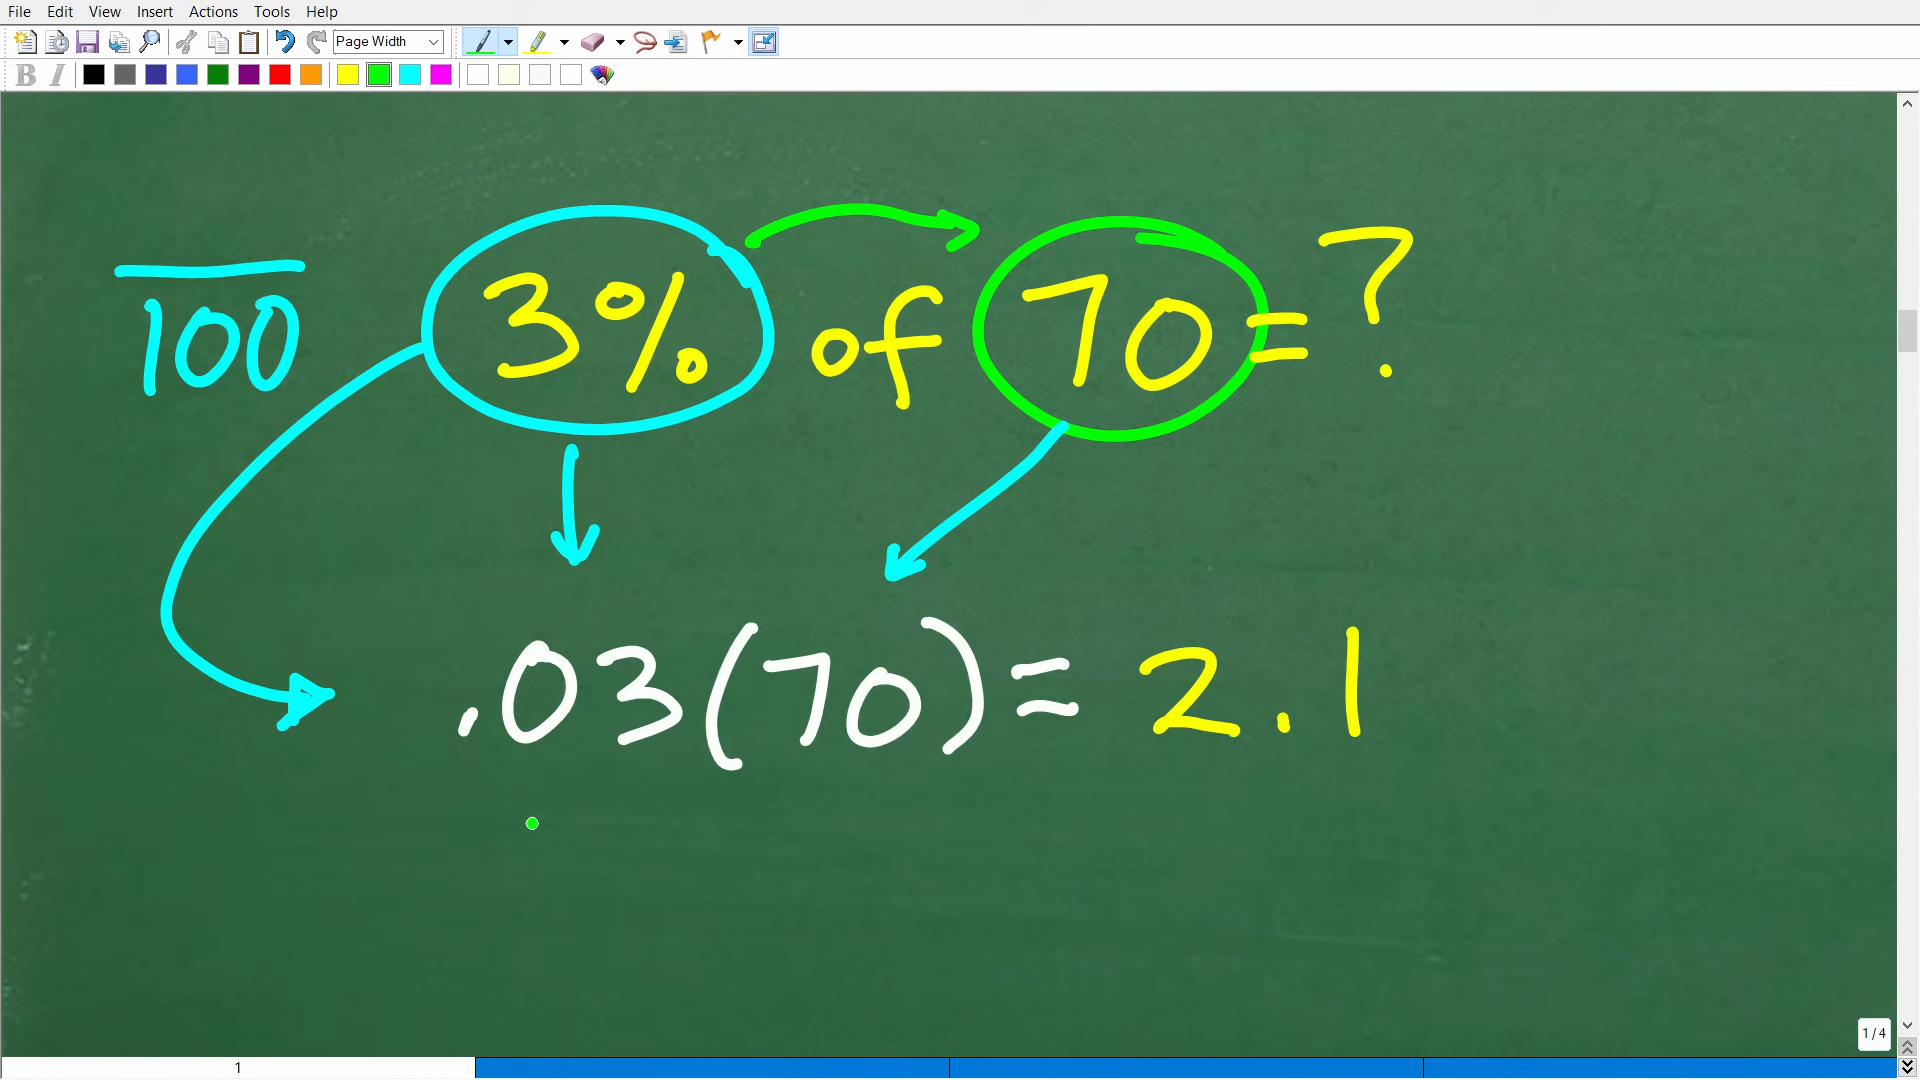 File Edit View Insert Actions Tools Help
Page Width
B I
3% of 70 = ?
100
.03(70) = 2.1
1 / 4
1